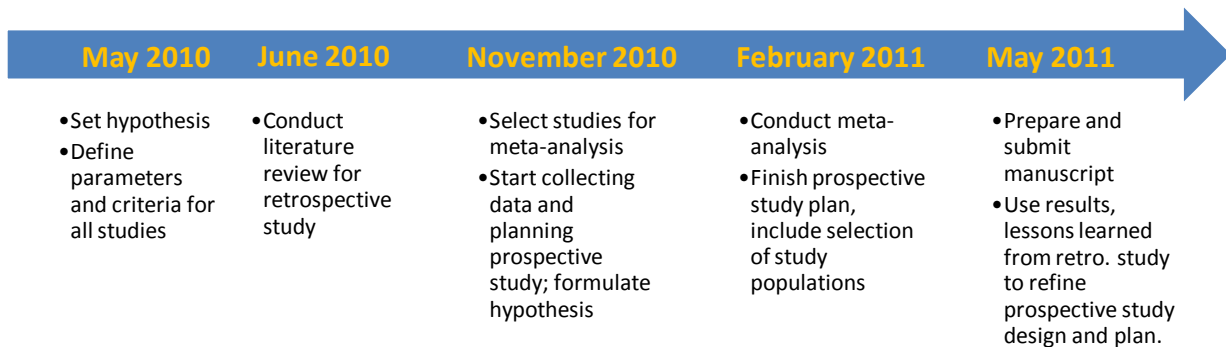 May 2010
June 2010
November 2010
February 2011
May 2011
•Set hypothesis
•Define
parameters
and criteria for
all studies
•Conduct
literature
review for
retrospective
study
•Select studies for
meta-analysis
•Start collecting
data and
planning
prospective
study; formulate
hypothesis
•Conduct meta-
analysis
•Finish prospective
study plan,
include selection
of study
populations
•Prepare and
submit
manuscript
•Use results,
lessons learned
from retro. study
to refine
prospective study
design and plan.